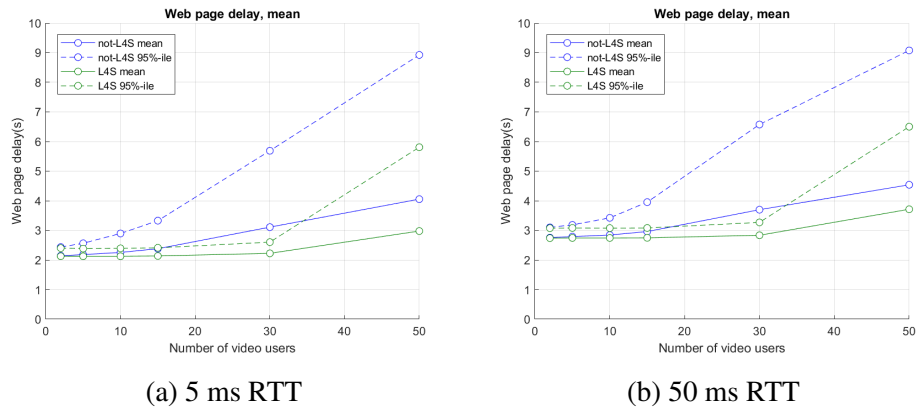 Web page delay, mean
10
9
8
7
6
5
4
3
2
1
0
Web page delay(s)
not-L4S mean
not-L4S 95%-ile
L4S mean
L4S 95%-ile
0 10 20 30 40 50
Number of video users
(a) 5 ms RTT
Web page delay, mean
10
9
8
7
6
5
4
3
2
1
0
Web page delay(s)
not-L4S mean
not-L4S 95%-ile
L4S mean
L4S 95%-ile
0 10 20 30 40 50
Number of video users
(b) 50 ms RTT